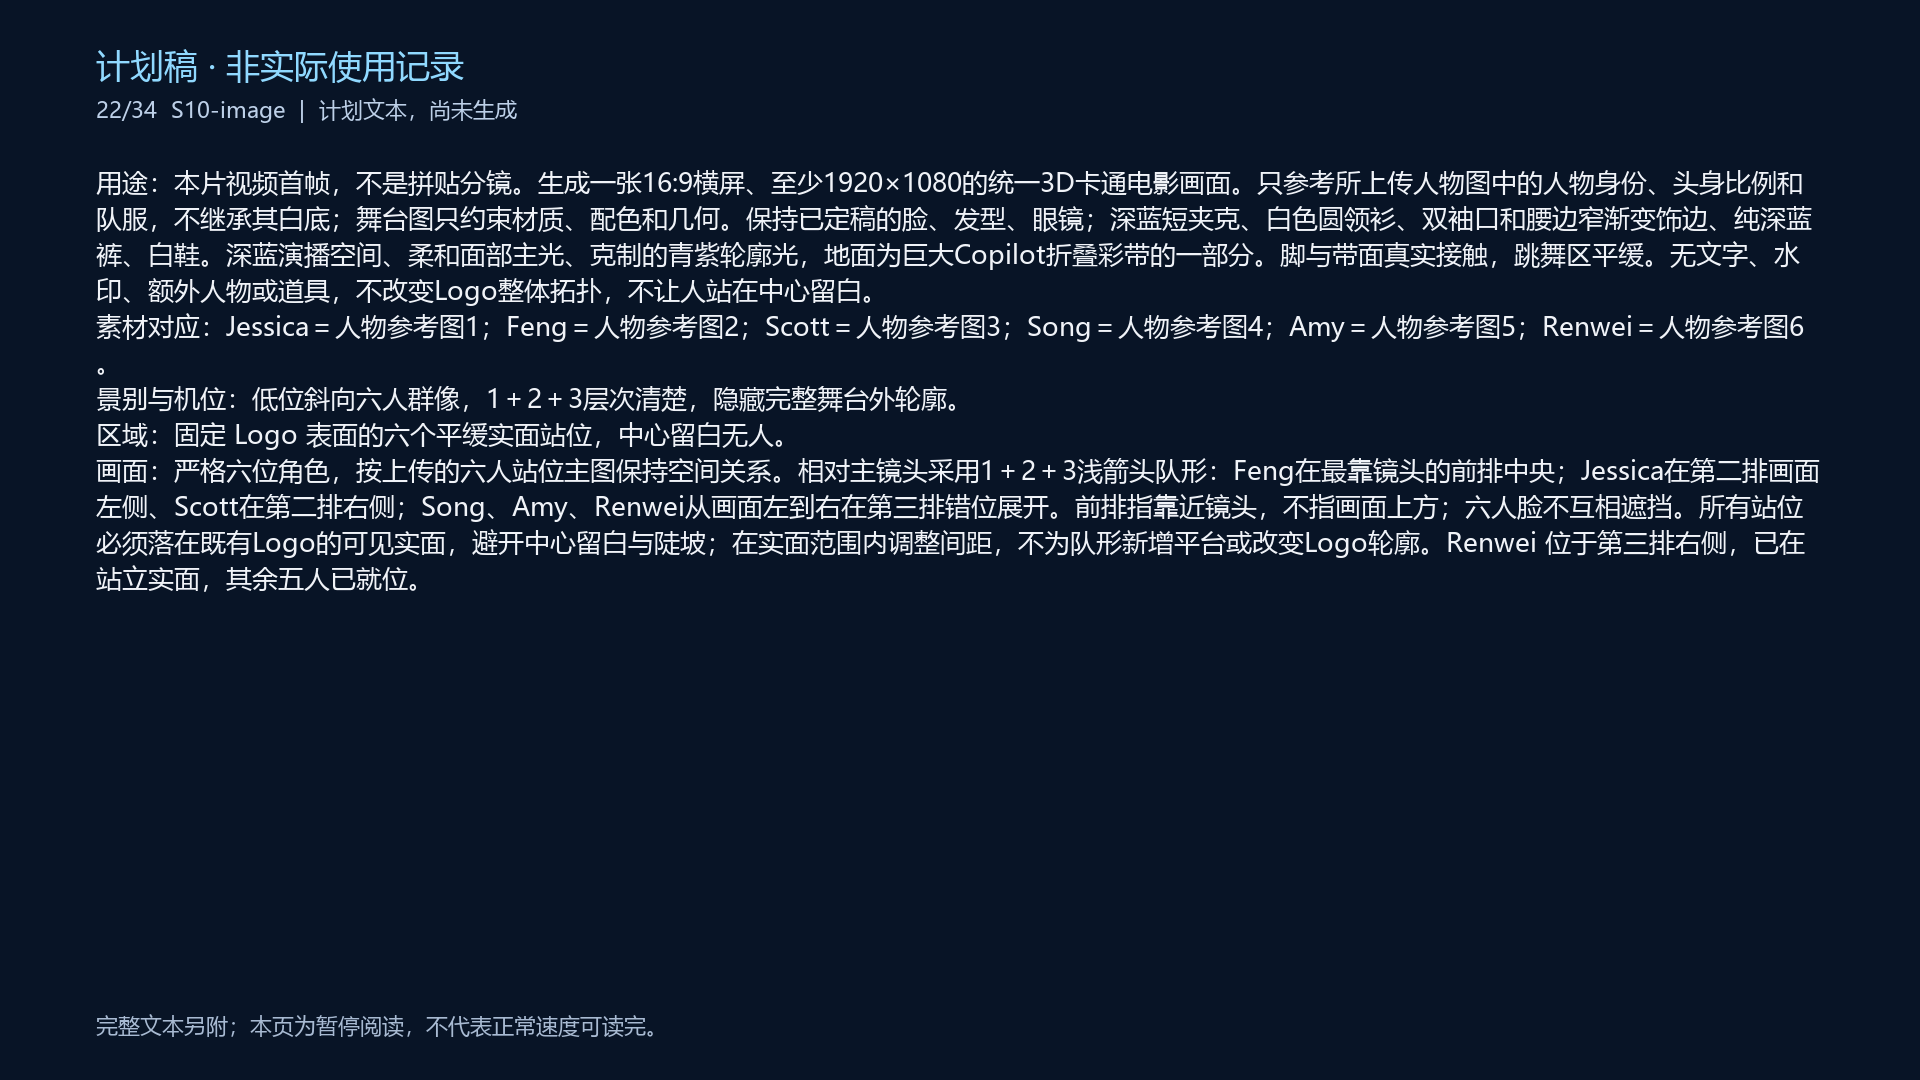 计划稿 · 非实际使用记录
22/34  S10-image  |  计划文本，尚未生成
用途：本片视频首帧，不是拼贴分镜。生成一张16:9横屏、至少1920×1080的统一3D卡通电影画面。只参考所上传人物图中的人物身份、头身比例和
队服，不继承其白底；舞台图只约束材质、配色和几何。保持已定稿的脸、发型、眼镜；深蓝短夹克、白色圆领衫、双袖口和腰边窄渐变饰边、纯深蓝
裤、白鞋。深蓝演播空间、柔和面部主光、克制的青紫轮廓光，地面为巨大Copilot折叠彩带的一部分。脚与带面真实接触，跳舞区平缓。无文字、水
印、额外人物或道具，不改变Logo整体拓扑，不让人站在中心留白。
素材对应：Jessica＝人物参考图1；Feng＝人物参考图2；Scott＝人物参考图3；Song＝人物参考图4；Amy＝人物参考图5；Renwei＝人物参考图6
。
景别与机位：低位斜向六人群像，1＋2＋3层次清楚，隐藏完整舞台外轮廓。
区域：固定 Logo 表面的六个平缓实面站位，中心留白无人。
画面：严格六位角色，按上传的六人站位主图保持空间关系。相对主镜头采用1＋2＋3浅箭头队形：Feng在最靠镜头的前排中央；Jessica在第二排画面
左侧、Scott在第二排右侧；Song、Amy、Renwei从画面左到右在第三排错位展开。前排指靠近镜头，不指画面上方；六人脸不互相遮挡。所有站位
必须落在既有Logo的可见实面，避开中心留白与陡坡；在实面范围内调整间距，不为队形新增平台或改变Logo轮廓。Renwei 位于第三排右侧，已在
站立实面，其余五人已就位。
完整文本另附；本页为暂停阅读，不代表正常速度可读完。